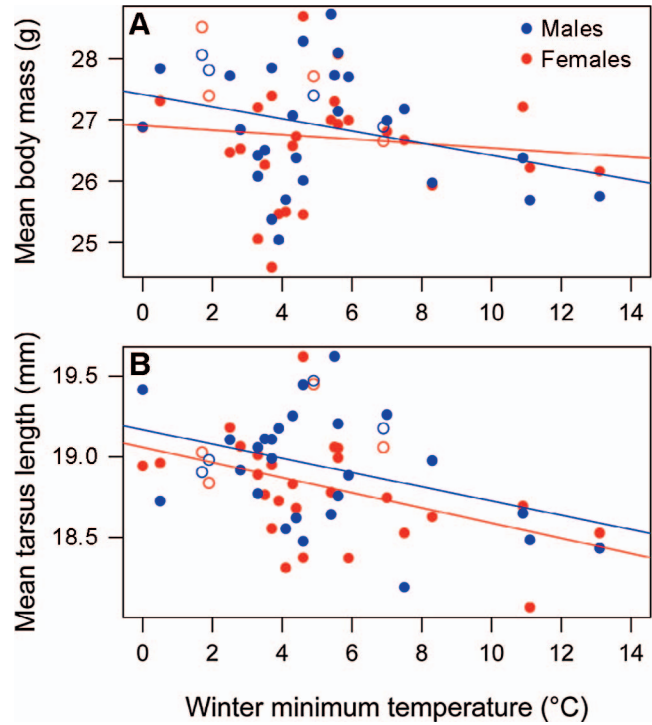 A
Males
Females
Mean body mass (g)
28
27
26
25
0 2 4 6 8 10 12 14
B
Mean tarsus length (mm)
19.5
19.0
18.5
0 2 4 6 8 10 12 14
Winter minimum temperature (°C)